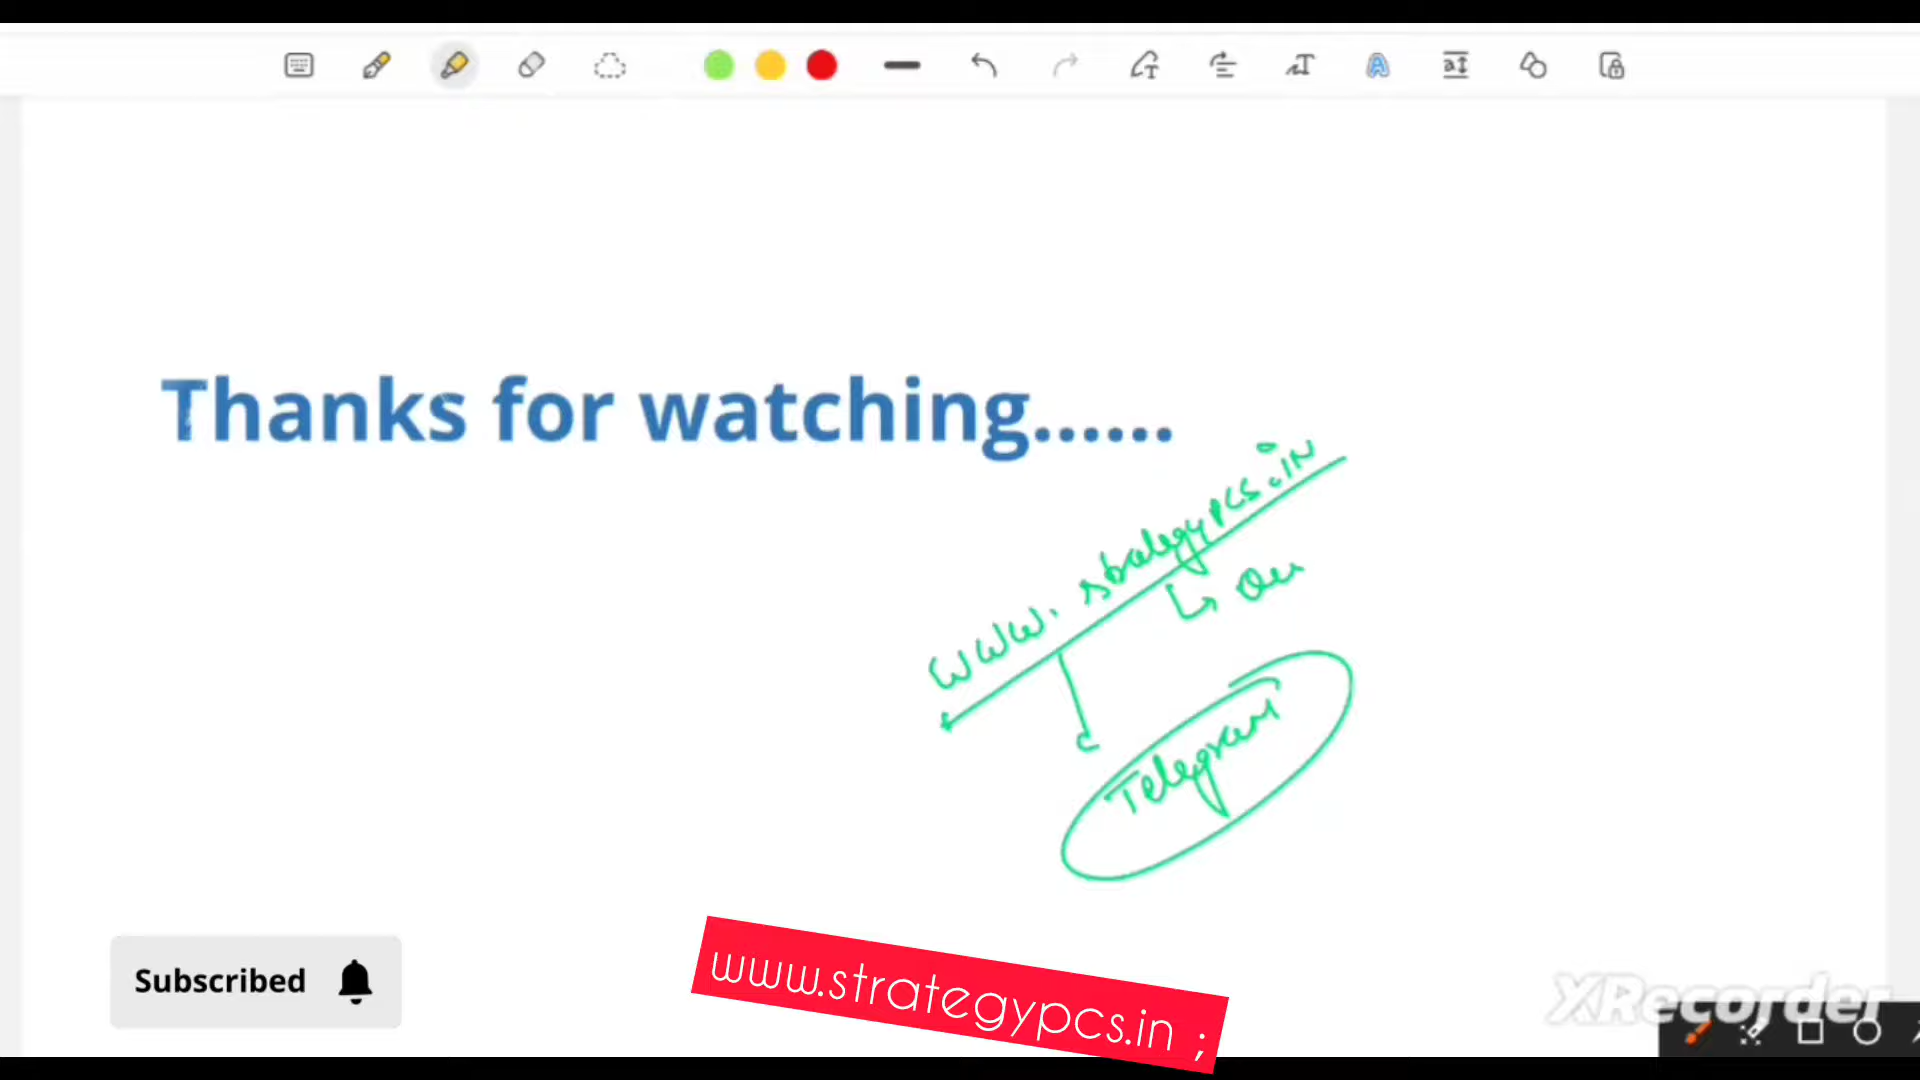 Thanks for watching......
www.strategypcs.in
Telegram
Subscribed
www.strategypcs.in ;
XRecorder